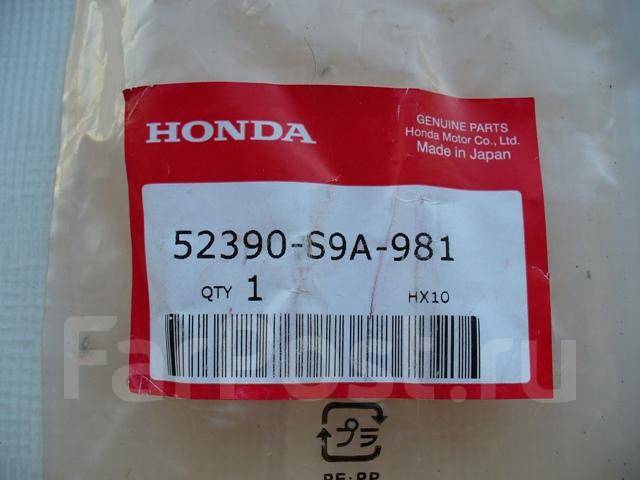 HONDA
GENUINE PARTS
Honda Motor Co., Ltd.
Made in Japan
52390-S9A-981
QTY 1 HX10
FarPost.ru
プラ
PE·PP